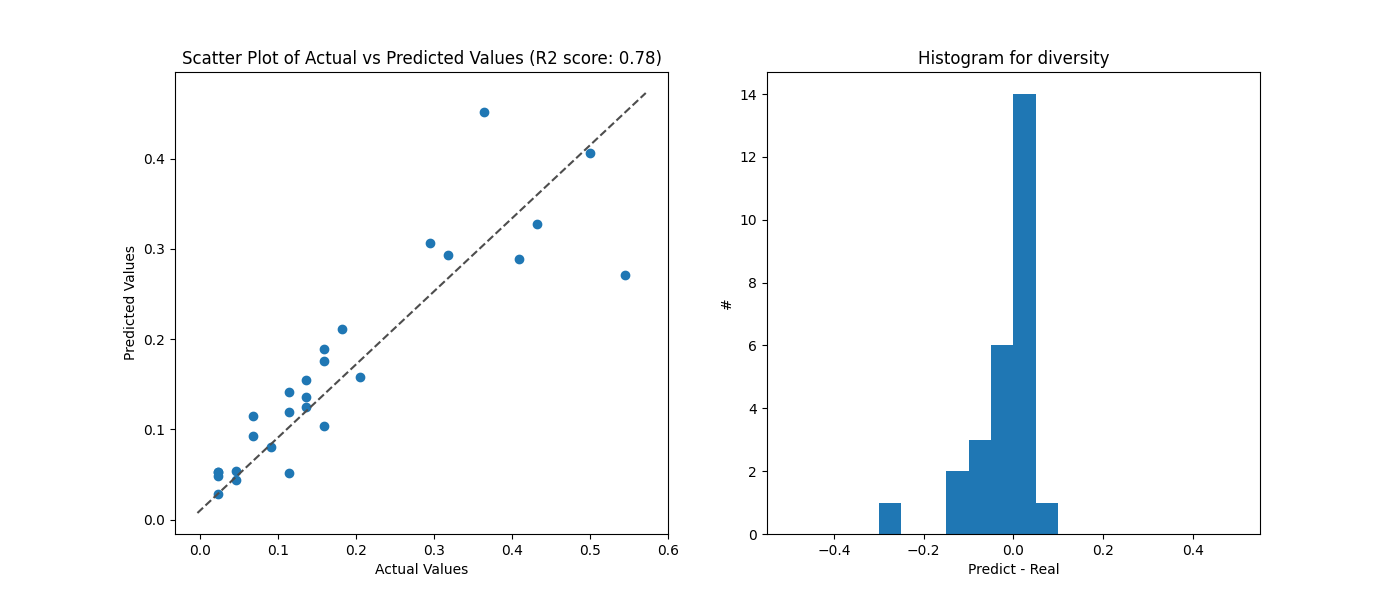 Scatter Plot of Actual vs Predicted Values (R2 score: 0.78)
Predicted Values
0.4
0.3
0.2
0.1
0.0
0.0 0.1 0.2 0.3 0.4 0.5 0.6
Actual Values
Histogram for diversity
#
14
12
10
8
6
4
2
0
−0.4 −0.2 0.0 0.2 0.4
Predict - Real